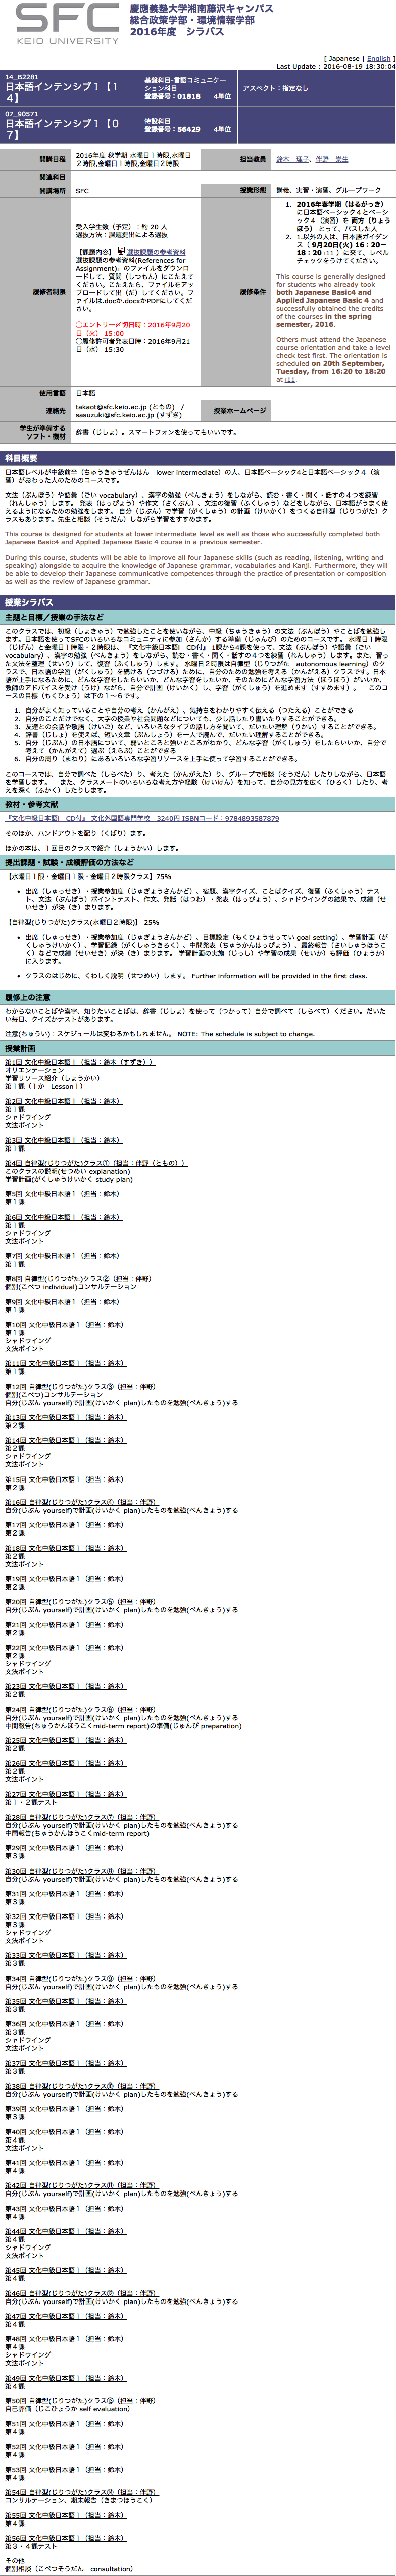 SFC
KEIO UNIVERSITY
慶應義塾大学湘南藤沢キャンパス
総合政策学部・環境情報学部
2016年度　シラバス
[ Japanese | English ]
Last Update : 2016-08-19 18:30:04
14_B2281
日本語インテンシブ１【１
４】
基盤科目-言語コミュニケー
ション科目
登録番号：01818　　4単位
アスペクト：指定なし
07_90571
日本語インテンシブ１【０
７】
特設科目
登録番号：56429　　4単位
開講日程
2016年度 秋学期 水曜日１時限,水曜日
２時限,金曜日１時限,金曜日２時限
担当教員
鈴木　理子、伴野　崇生
関連科目
開講場所
SFC
授業形態
講義、実習・演習、グループワーク
履修者制限
受入学生数（予定）：約 20 人
選抜方法：課題提出による選抜
【課題内容】 選抜課題の参考資料
選抜課題の参考資料(References for
Assignment)」のファイルをダウンロ
ードして、質問（しつもん）にこたえて
ください。こたえたら、ファイルをアッ
プロードして出（だ）してください。フ
ァイルは.docか.docxかPDFにしてくだ
さい。
◯エントリー〆切日時：2016年9月20
日（火） 15:00
◯履修許可者発表日時：2016年9月21
日（水） 15:30
履修条件
1. 2016年春学期（はるがっき）
に日本語ベーシック４とベーシ
ック４（演習）を 両方（りょう
ほう） とって、パスした人
2. 1.以外の人は、日本語ガイダン
ス（ 9月20日(火) 16：20－
18：20 ι11 ）に来て、レベル
チェックをうけてください。
This course is generally designed
for students who already took
both Japanese Basic4 and
Applied Japanese Basic 4 and
successfully obtained the credits
of the courses in the spring
semester, 2016.
Others must attend the Japanese
course orientation and take a level
check test first. The orientation is
scheduled on 20th September,
Tuesday, from 16:20 to 18:20
at ι11.
使用言語
日本語
連絡先
takaot@sfc.keio.ac.jp (ともの)　/
sasuzuki@sfc.keio.ac.jp (すずき)
授業ホームページ
学生が準備する
ソフト・機材
辞書（じしょ）。スマートフォンを使ってもいいです。
科目概要
日本語レベルが中級前半（ちゅうきゅうぜんはん　lower intermediate）の人、日本語ベーシック4と日本語ベーシック４（演
習）がおわった人のためのコースです。
文法（ぶんぽう）や語彙（ごい vocabulary）、漢字の勉強（べんきょう）をしながら、読む・書く・聞く・話すの４つを練習
（れんしゅう）します。 発表（はっぴょう）や作文（さくぶん）、文法の復習（ふくしゅう）などをしながら、日本語がうまく使
えるようになるための勉強をします。 自分（じぶん）で学習（がくしゅう）の計画（けいかく）をつくる自律型（じりつがた）ク
ラスもあります。先生と相談（そうだん）しながら学習をすすめます。
This course is designed for students at lower intermediate level as well as those who successfully completed both
Japanese Basic4 and Applied Japanese Basic 4 course in a previous semester.
During this course, students will be able to improve all four Japanese skills (such as reading, listening, writing and
speaking) alongside to acquire the knowledge of Japanese grammar, vocabularies and Kanji. Furthermore, they will
be able to develop their Japanese communicative competences through the practice of presentation or composition
as well as the review of Japanese grammar.
授業シラバス
主題と目標／授業の手法など
このクラスでは、初級（しょきゅう）で勉強したことを使いながら、中級（ちゅうきゅう）の文法（ぶんぽう）やことばを勉強し
ます。日本語を使ってSFCのいろいろなコミュニティに参加（さんか）する準備（じゅんび）のためのコースです。 水曜日１時限
（じげん）と金曜日１時限・２時限は、 『文化中級日本語Ⅰ　CD付』 1課から4課を使って、文法（ぶんぽう）や語彙（ごい
vocabulary）、漢字の勉強（べんきょう）をしながら、読む・書く・聞く・話すの４つを練習（れんしゅう）します。また、習っ
た文法を整理（せいり）して、復習（ふくしゅう）します。 水曜日２時限は自律型（じりつがた　autonomous learning）のク
ラスで、日本語の学習（がくしゅう）を続ける（つづける）ために、自分のための勉強を考える（かんがえる）クラスです。日本
語が上手になるために、どんな学習をしたらいいか、どんな学習をしたいか、そのためにどんな学習方法（ほうほう）がいいか、
教師のアドバイスを受け（うけ）ながら、自分で計画（けいかく）し、学習（がくしゅう）を進めます（すすめます）。　このコ
ースの目標（もくひょう）は下の１～６です。
1. 自分がよく知っていることや自分の考え（かんがえ）、気持ちをわかりやすく伝える（つたえる）ことができる
2. 自分のことだけでなく、大学の授業や社会問題などについても、少し話したり書いたりすることができる。
3. 友達との会話や敬語（けいご）など、いろいろなタイプの話し方を聞いて、だいたい理解（りかい）することができる。
4. 辞書（じしょ）を使えば、短い文章（ぶんしょう）を一人で読んで、だいたい理解することができる。
5. 自分（じぶん）の日本語について、弱いところと強いところがわかり、どんな学習（がくしゅう）をしたらいいか、自分で
考えて（かんがえて）選ぶ（えらぶ）ことができる
6. 自分の周り（まわり）にあるいろいろな学習リソースを上手に使って学習することができる。
このコースでは、自分で調べた（しらべた）り、考えた（かんがえた）り、グループで相談（そうだん）したりしながら、日本語
を学習します。　また、クラスメートのいろいろな考え方や経験（けいけん）を知って、自分の見方を広く（ひろく）したり、考
えを深く（ふかく）したりします。
教材・参考文献
『文化中級日本語Ⅰ　CD付』 文化外国語専門学校　3240円 ISBNコード：9784893587879
そのほか、ハンドアウトを配り（くばり）ます。
ほかの本は、１回目のクラスで紹介（しょうかい）します。
提出課題・試験・成績評価の方法など
【水曜日１限・金曜日１限・金曜日２時限クラス】75%
• 出席（しゅっせき）・授業参加度（じゅぎょうさんかど）、宿題、漢字クイズ、ことばクイズ、復習（ふくしゅう）テス
ト、文法（ぶんぽう）ポイントテスト、作文、発話（はつわ）・発表（はっぴょう）、シャドウイングの結果で、成績（せ
いせき）が決（き）まります。
【自律型(じりつがた)クラス(水曜日２時限)】 25%
• 出席（しゅっせき）・授業参加度（じゅぎょうさんかど）、目標設定（もくひょうせってい goal setting）、学習計画（が
くしゅうけいかく）、学習記録（がくしゅうきろく）、中間発表（ちゅうかんはっぴょう）、最終報告（さいしゅうほうこ
く）などで成績（せいせき）が決（き）まります。 学習計画の実施（じっし）や学習の成果（せいか）も評価（ひょうか）
に入ります。
• クラスのはじめに、くわしく説明（せつめい）します。 Further information will be provided in the first class.
履修上の注意
わからないことばや漢字、知りたいことばは、辞書（じしょ）を使って（つかって）自分で調べて（しらべて）ください。だいた
い毎日、クイズかテストがあります。
注意(ちゅうい)：スケジュールは変わるかもしれません。 NOTE: The schedule is subject to change.
授業計画
第1回 文化中級日本語１（担当：鈴木（すずき））
オリエンテーション
学習リソース紹介（しょうかい）
第１課（１か　Lesson１）
第2回 文化中級日本語１（担当：鈴木）
第１課
シャドウイング
文法ポイント
第3回 文化中級日本語１（担当：鈴木）
第１課
第4回 自律型(じりつがた)クラス①（担当：伴野（ともの））
このクラスの説明(せつめい explanation)
学習計画(がくしゅうけいかく study plan)
第5回 文化中級日本語１（担当：鈴木）
第１課
第6回 文化中級日本語１（担当：鈴木）
第１課
シャドウイング
文法ポイント
第7回 文化中級日本語１（担当：鈴木）
第１課
第8回 自律型(じりつがた)クラス②（担当：伴野）
個別(こべつ individual)コンサルテーション
第9回 文化中級日本語１（担当：鈴木）
第１課
第10回 文化中級日本語１（担当：鈴木）
第１課
シャドウイング
文法ポイント
第11回 文化中級日本語１（担当：鈴木）
第１課
第12回 自律型(じりつがた)クラス③（担当：伴野）
個別(こべつ)コンサルテーション
自分(じぶん yourself)で計画(けいかく plan)したものを勉強(べんきょう)する
第13回 文化中級日本語１（担当：鈴木）
第２課
第14回 文化中級日本語１（担当：鈴木）
第２課
シャドウイング
文法ポイント
第15回 文化中級日本語１（担当：鈴木）
第２課
第16回 自律型(じりつがた)クラス④（担当：伴野）
自分(じぶん yourself)で計画(けいかく plan)したものを勉強(べんきょう)する
第17回 文化中級日本語１（担当：鈴木）
第２課
第18回 文化中級日本語１（担当：鈴木）
第２課
文法ポイント
第19回 文化中級日本語１（担当：鈴木）
第２課
第20回 自律型(じりつがた)クラス⑤（担当：伴野）
自分(じぶん yourself)で計画(けいかく plan)したものを勉強(べんきょう)する
第21回 文化中級日本語１（担当：鈴木）
第２課
第22回 文化中級日本語１（担当：鈴木）
第２課
シャドウイング
文法ポイント
第23回 文化中級日本語１（担当：鈴木）
第２課
第24回 自律型(じりつがた)クラス⑥（担当：伴野）
自分(じぶん yourself)で計画(けいかく plan)したものを勉強(べんきょう)する
中間報告(ちゅうかんほうこくmid-term report)の準備(じゅんび preparation)
第25回 文化中級日本語１（担当：鈴木）
第２課
第26回 文化中級日本語１（担当：鈴木）
第２課
文法ポイント
第27回 文化中級日本語１（担当：鈴木）
第１・２課テスト
第28回 自律型(じりつがた)クラス⑦（担当：伴野）
自分(じぶん yourself)で計画(けいかく plan)したものを勉強(べんきょう)する
中間報告(ちゅうかんほうこくmid-term report)
第29回 文化中級日本語１（担当：鈴木）
第３課
第30回 自律型(じりつがた)クラス⑧（担当：伴野）
自分(じぶん yourself)で計画(けいかく plan)したものを勉強(べんきょう)する
第31回 文化中級日本語１（担当：鈴木）
第３課
第32回 文化中級日本語１（担当：鈴木）
第３課
シャドウイング
文法ポイント
第33回 文化中級日本語１（担当：鈴木）
第３課
第34回 自律型(じりつがた)クラス⑨（担当：伴野）
自分(じぶん yourself)で計画(けいかく plan)したものを勉強(べんきょう)する
第35回 文化中級日本語１（担当：鈴木）
第３課
第36回 文化中級日本語１（担当：鈴木）
第３課
シャドウイング
文法ポイント
第37回 文化中級日本語１（担当：鈴木）
第３課
第38回 自律型(じりつがた)クラス⑩（担当：伴野）
自分(じぶん yourself)で計画(けいかく plan)したものを勉強(べんきょう)する
第39回 文化中級日本語１（担当：鈴木）
第３課
第40回 文化中級日本語１（担当：鈴木）
第４課
文法ポイント
第41回 文化中級日本語１（担当：鈴木）
第４課
第42回 自律型(じりつがた)クラス⑪（担当：伴野）
自分(じぶん yourself)で計画(けいかく plan)したものを勉強(べんきょう)する
第43回 文化中級日本語１（担当：鈴木）
第４課
第44回 文化中級日本語１（担当：鈴木）
第４課
シャドウイング
文法ポイント
第45回 文化中級日本語１（担当：鈴木）
第４課
第46回 自律型(じりつがた)クラス⑫（担当：伴野）
自分(じぶん yourself)で計画(けいかく plan)したものを勉強(べんきょう)する
第47回 文化中級日本語１（担当：鈴木）
第４課
第48回 文化中級日本語１（担当：鈴木）
第４課
シャドウイング
文法ポイント
第49回 文化中級日本語１（担当：鈴木）
第４課
第50回 自律型(じりつがた)クラス⑬（担当：伴野）
自己評価（じこひょうか self evaluation）
第51回 文化中級日本語１（担当：鈴木）
第４課
第52回 文化中級日本語１（担当：鈴木）
第４課
第53回 文化中級日本語１（担当：鈴木）
第４課
第54回 自律型(じりつがた)クラス⑭（担当：伴野）
コンサルテーション、期末報告（きまつほうこく）
第55回 文化中級日本語１（担当：鈴木）
第４課
第56回 文化中級日本語１（担当：鈴木）
第３・４課テスト
その他
個別相談（こべつそうだん　consultation）